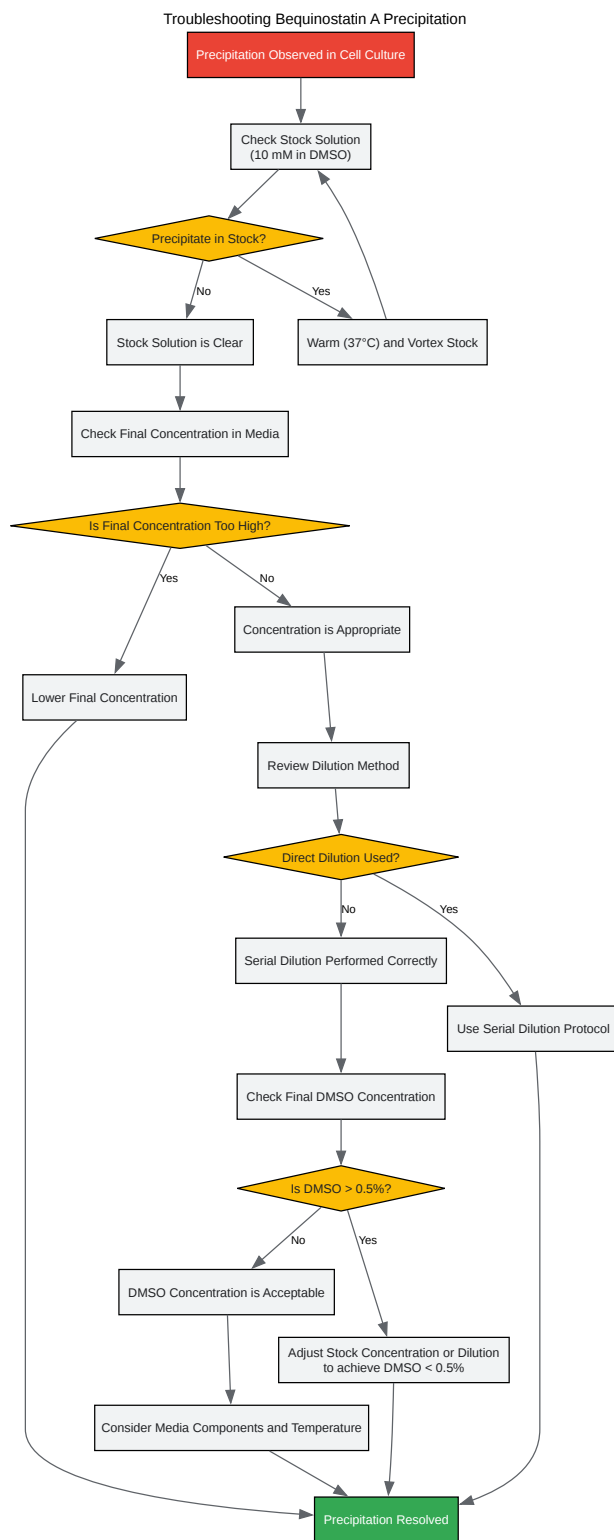 Troubleshooting Bequinostatin A Precipitation
Precipitation Observed in Cell Culture
Check Stock Solution
(10 mM in DMSO)
Precipitate in Stock?
No
Yes
Stock Solution is Clear
Warm (37°C) and Vortex Stock
Check Final Concentration in Media
Is Final Concentration Too High?
Yes
No
Concentration is Appropriate
Lower Final Concentration
Review Dilution Method
Direct Dilution Used?
No
Yes
Serial Dilution Performed Correctly
Use Serial Dilution Protocol
Check Final DMSO Concentration
Is DMSO > 0.5%?
No
Yes
DMSO Concentration is Acceptable
Adjust Stock Concentration or Dilution
to achieve DMSO < 0.5%
Consider Media Components and Temperature
Precipitation Resolved